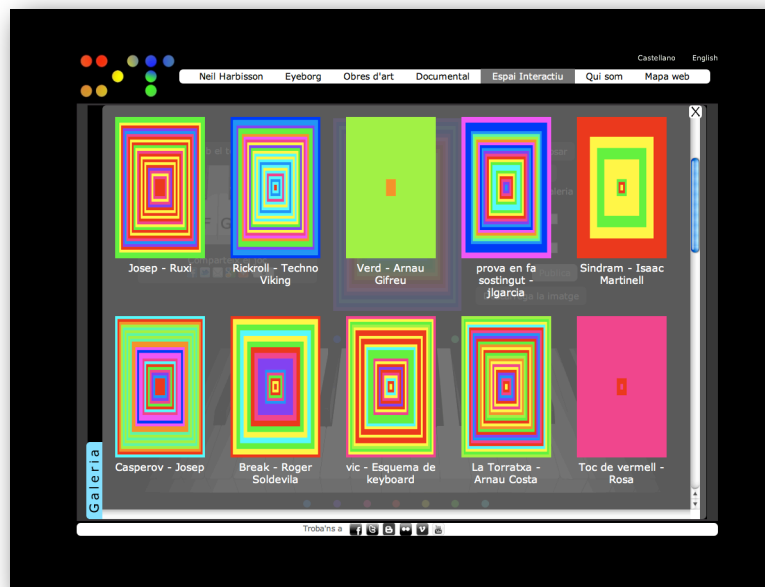 Castellano English
Neil Harbisson Eyeborg Obres d'art Documental Espai Interactiu Qui som Mapa web
X
Josep - Ruxi
Rickroll - Techno
Viking
Verd - Arnau
Gifreu
prova en fa
sostingut -
jlgarcia
Sindram - Isaac
Martinell
Casperov - Josep
Break - Roger
Soldevila
vic - Esquema de
keyboard
La Torratxa -
Arnau Costa
Toc de vermell -
Rosa
Galeria
Troba'ns a